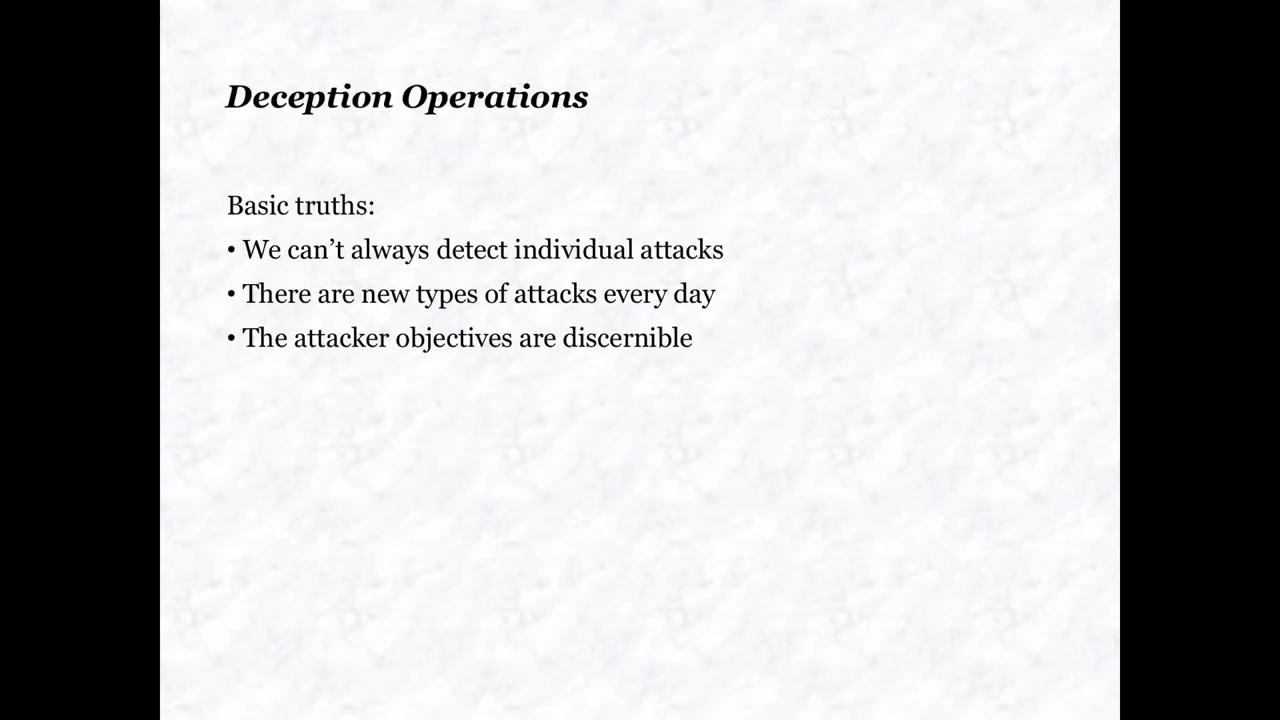 Deception Operations
Basic truths:
• We can’t always detect individual attacks
• There are new types of attacks every day
• The attacker objectives are discernible